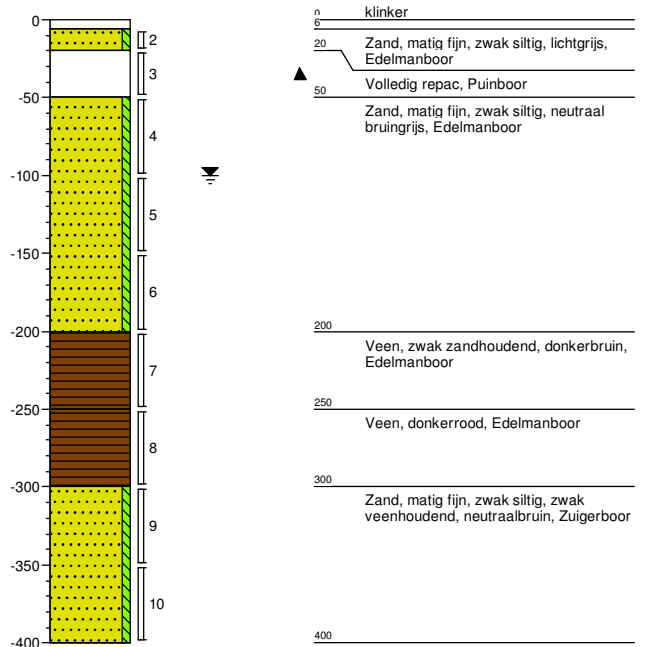 0
-50
-100
-150
-200
-250
-300
-350
-400
2
3
4
5
6
7
8
9
10
0
klinker
6
Zand, matig fijn, zwak siltig, lichtgrijs,
Edelmanboor
20
Volledig repac, Puinboor
50
Zand, matig fijn, zwak siltig, neutraal
bruingrijs, Edelmanboor
200
Veen, zwak zandhoudend, donkerbruin,
Edelmanboor
250
Veen, donkerrood, Edelmanboor
300
Zand, matig fijn, zwak siltig, zwak
veenhoudend, neutraalbruin, Zuigerboor
400